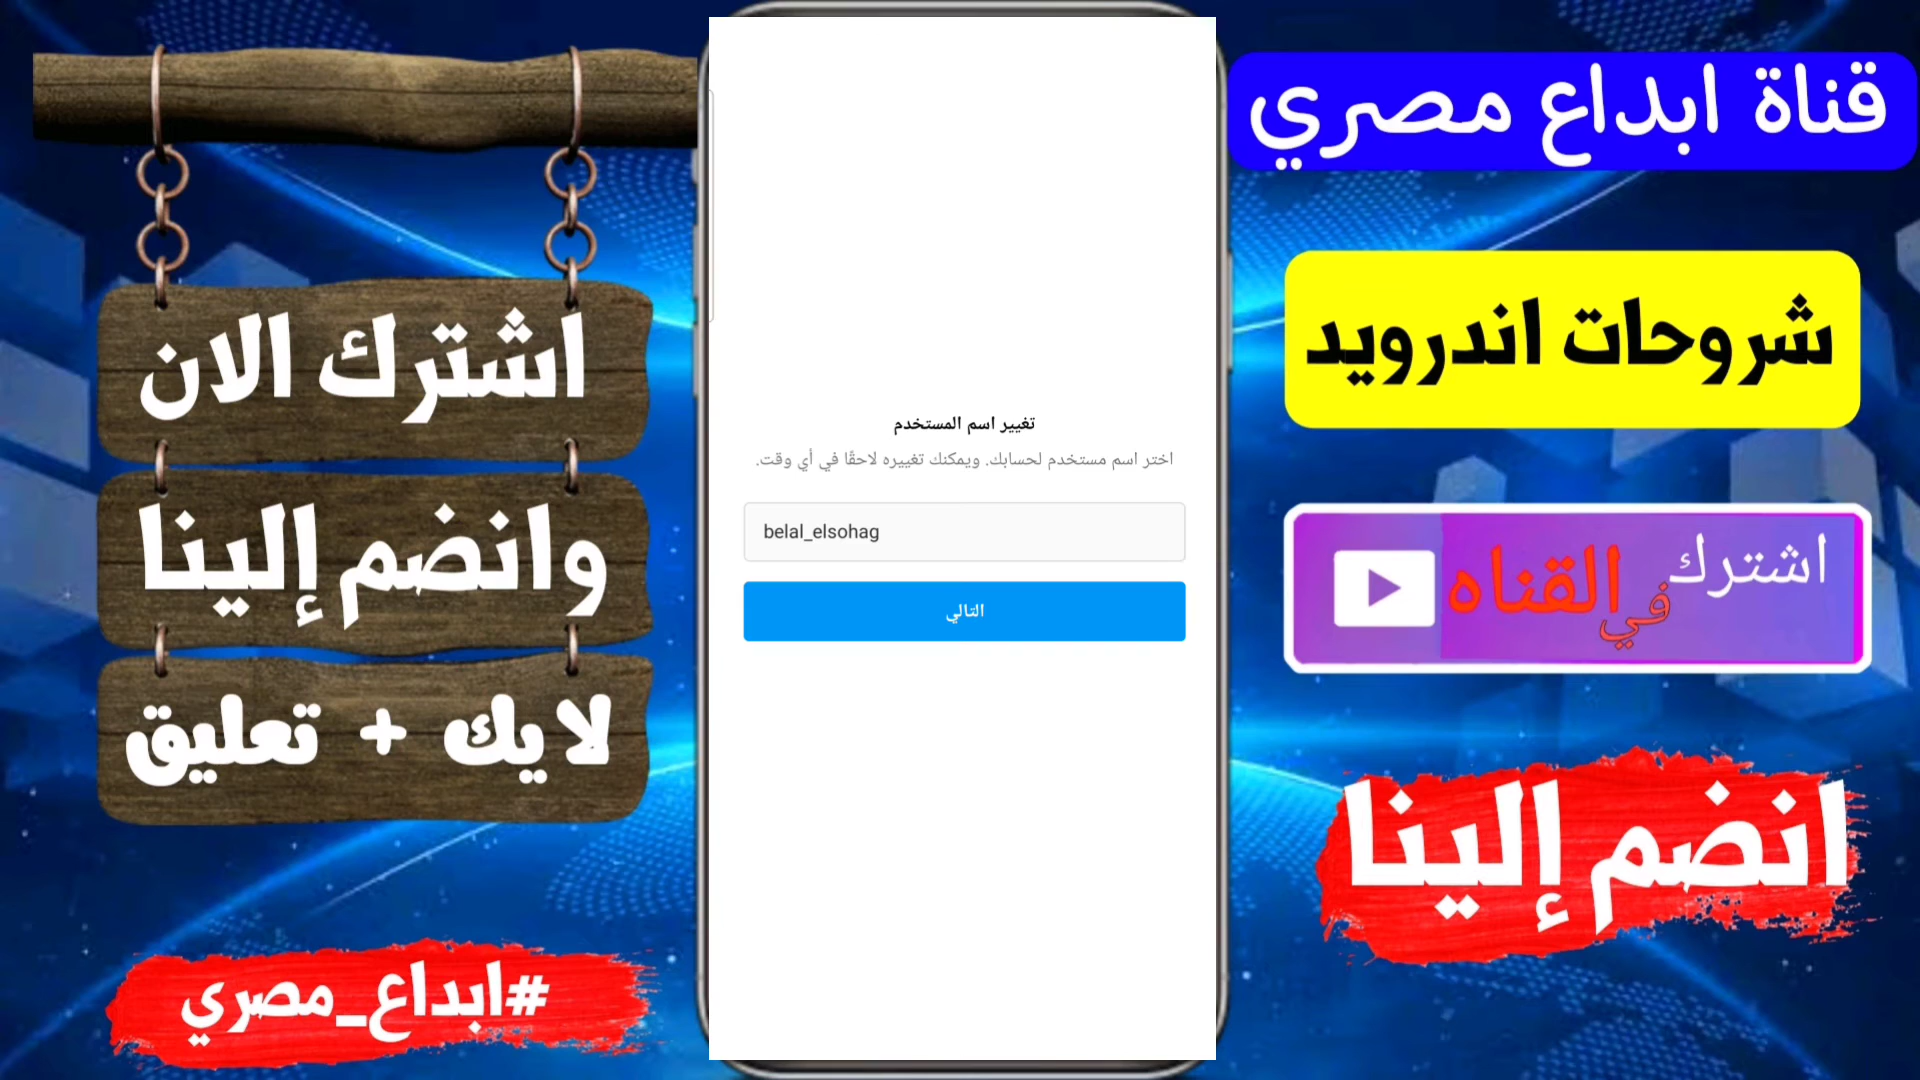 قناة ابداع مصري
شروحات اندرويد
اشترك في القناه
انضم إلينا
تغيير اسم المستخدم
اختر اسم مستخدم لحسابك. ويمكنك تغييره لاحقًا في أي وقت.
belal_elsohag
التالي
اشترك الان
وانضم إلينا
لايك + تعليق
#ابداع_مصري